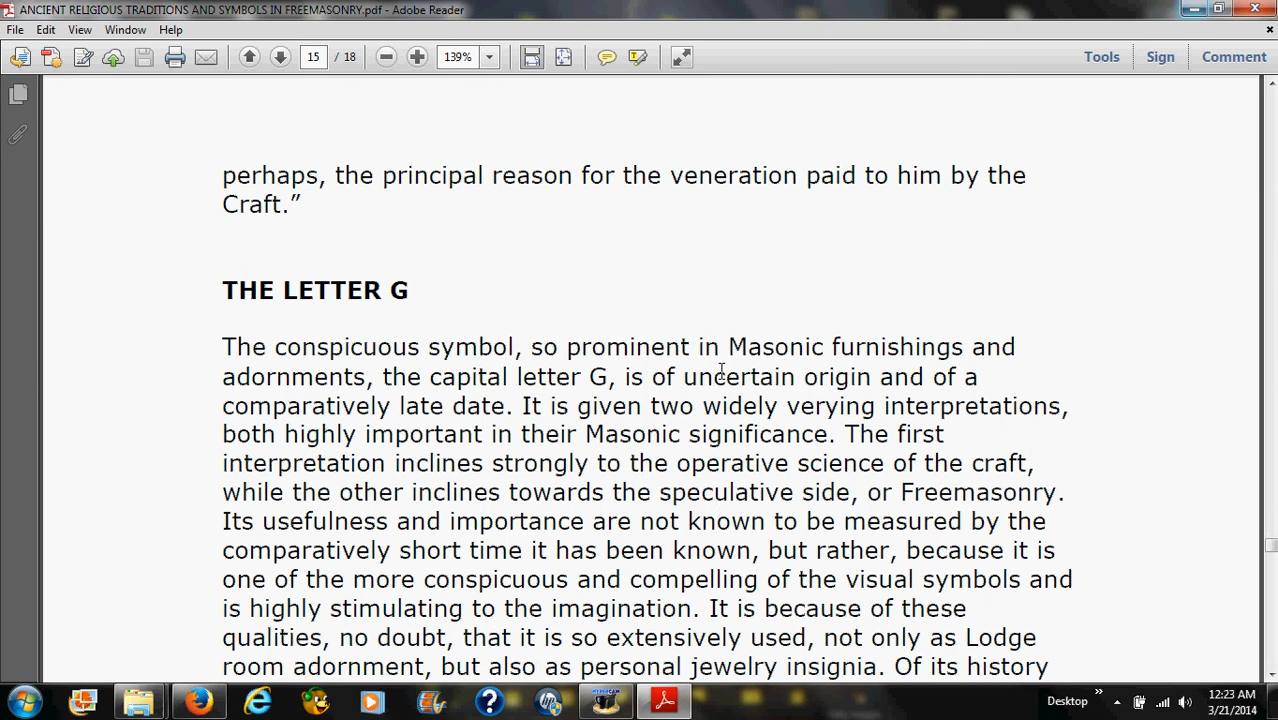 ANCIENT RELIGIOUS TRADITIONS AND SYMBOLS IN FREEMASONRY.pdf - Adobe Reader
File Edit View Window Help
15 / 18 139% Tools Sign Comment
perhaps, the principal reason for the veneration paid to him by the
Craft.”
THE LETTER G
The conspicuous symbol, so prominent in Masonic furnishings and
adornments, the capital letter G, is of uncertain origin and of a
comparatively late date. It is given two widely verying interpretations,
both highly important in their Masonic significance. The first
interpretation inclines strongly to the operative science of the craft,
while the other inclines towards the speculative side, or Freemasonry.
Its usefulness and importance are not known to be measured by the
comparatively short time it has been known, but rather, because it is
one of the more conspicuous and compelling of the visual symbols and
is highly stimulating to the imagination. It is because of these
qualities, no doubt, that it is so extensively used, not only as Lodge
room adornment, but also as personal jewelry insignia. Of its history
Desktop 12:23 AM
3/21/2014